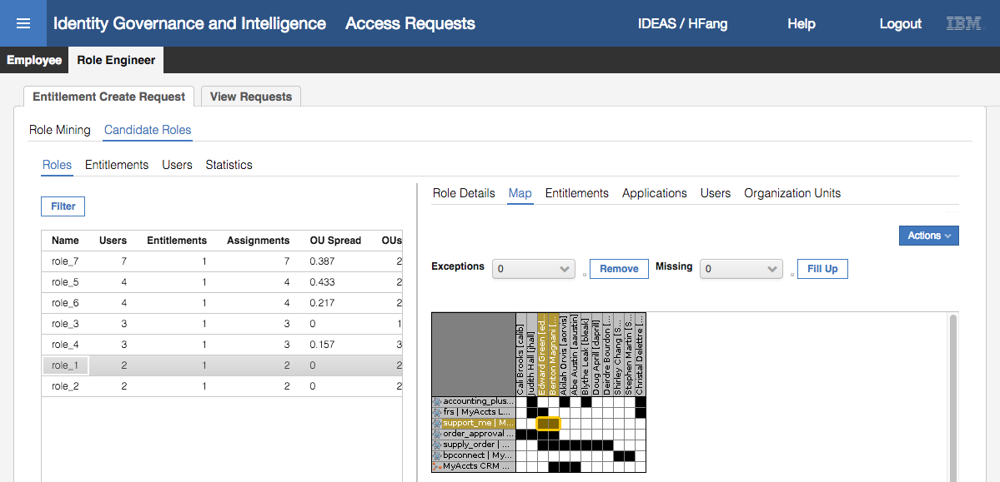 Identity Governance and Intelligence Access Requests IDEAS / HFang Help Logout IBM
Employee Role Engineer
Entitlement Create Request View Requests
Role Mining Candidate Roles
Roles Entitlements Users Statistics
Filter
Name Users Entitlements Assignments OU Spread OUs
role_7 7 1 7 0.387 2
role_5 4 1 4 0.433 2
role_6 4 1 4 0.217 2
role_3 3 1 3 0 1
role_4 3 1 3 0.157 3
role_1 2 1 2 0 2
role_2 2 1 2 0 2
Role Details Map Entitlements Applications Users Organization Units
Actions
Exceptions 0 Remove Missing 0 Fill Up
Cali Brooks [calib]
Judith Hall [jhall]
Edward Green [ed...
Benton Magnani [...
Akilah Orvis [aorvis]
Abe Austin [aaustin]
Blythe Leak [bleak]
Doug Aprill [daprill]
Deirdre Bourdon [...
Shirley Chang [S...
Stephen Martin [S...
Christal Delettre [...
accounting_plus...
frs | MyAccts L...
support_me | M...
order_approval ...
supply_order | ...
bpconnect | My...
MyAccts CRM ...